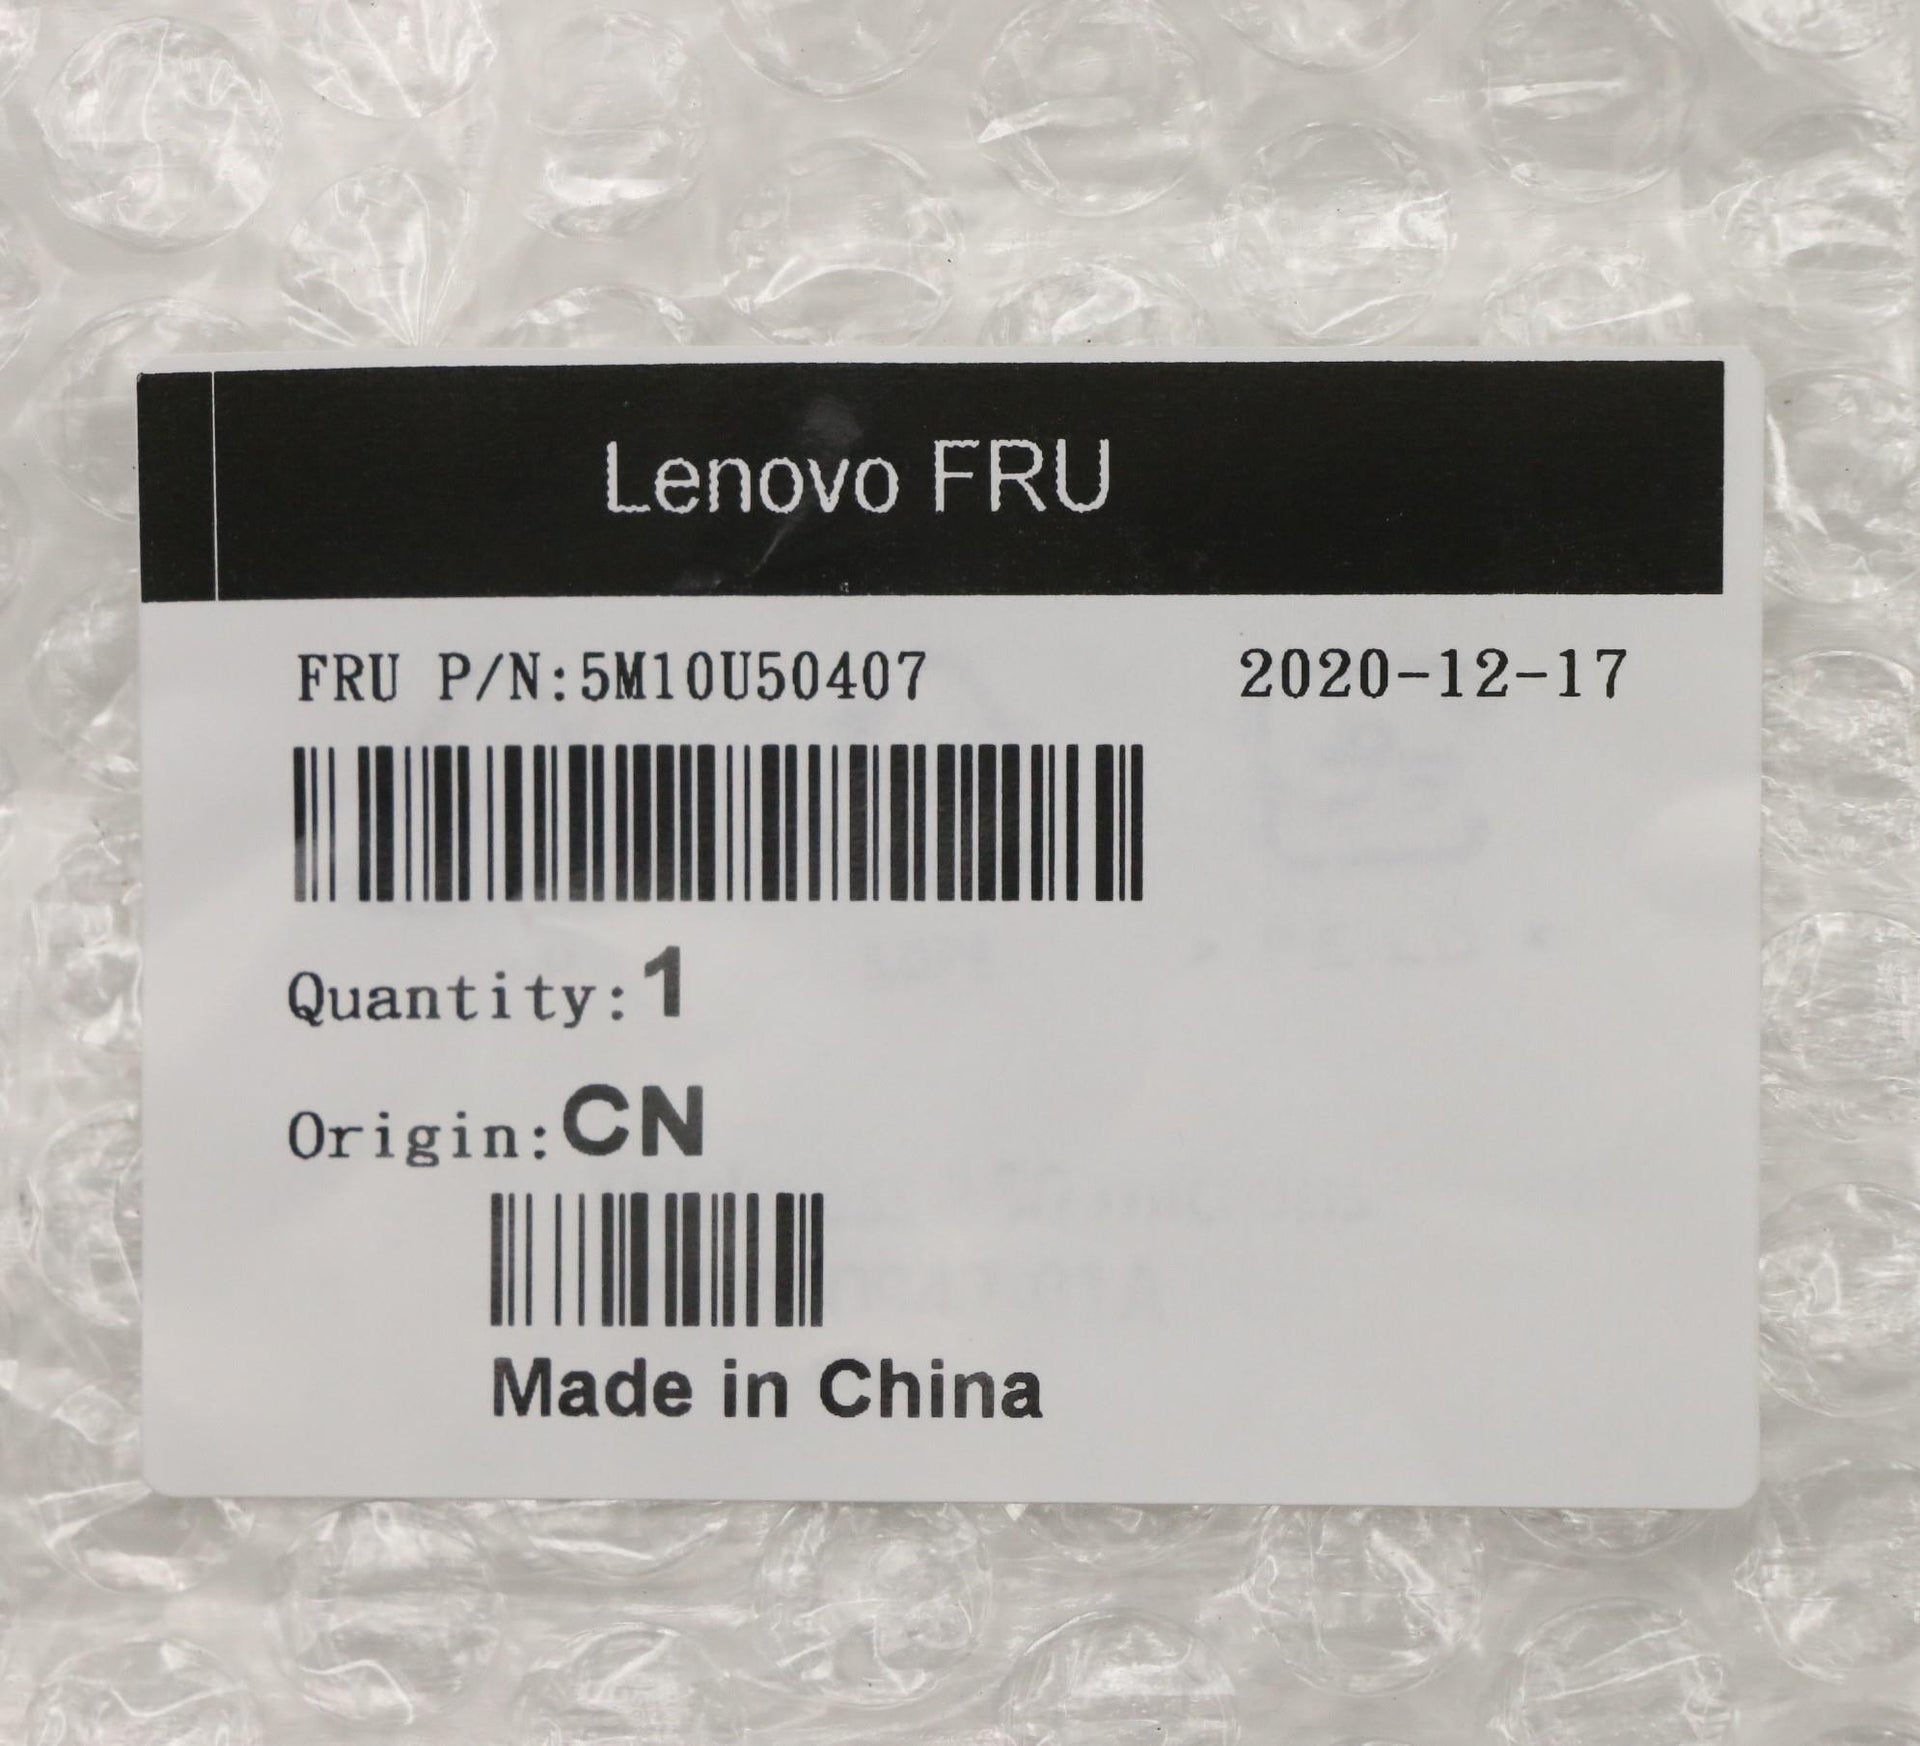 Lenovo FRU
FRU P/N:5M10U50407 2020-12-17
Quantity:1
Origin:CN
Made in China